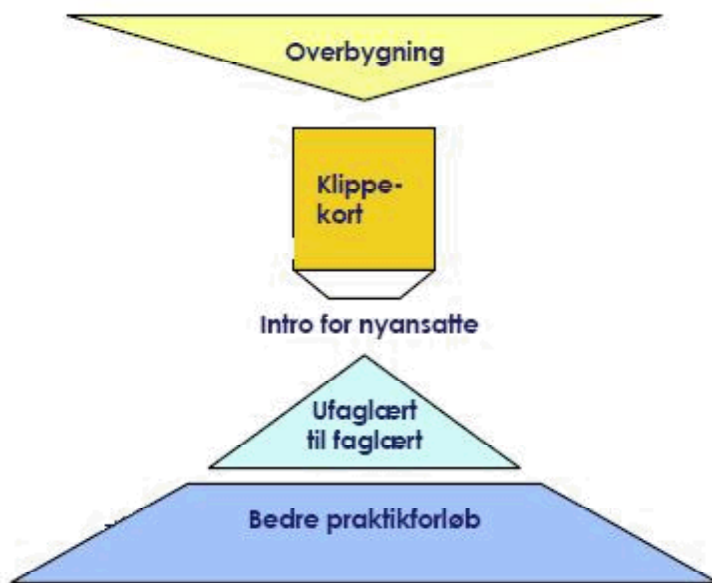 Overbygning
Klippe-
kort
Intro for nyansatte
Ufaglært
til faglært
Bedre praktikforløb